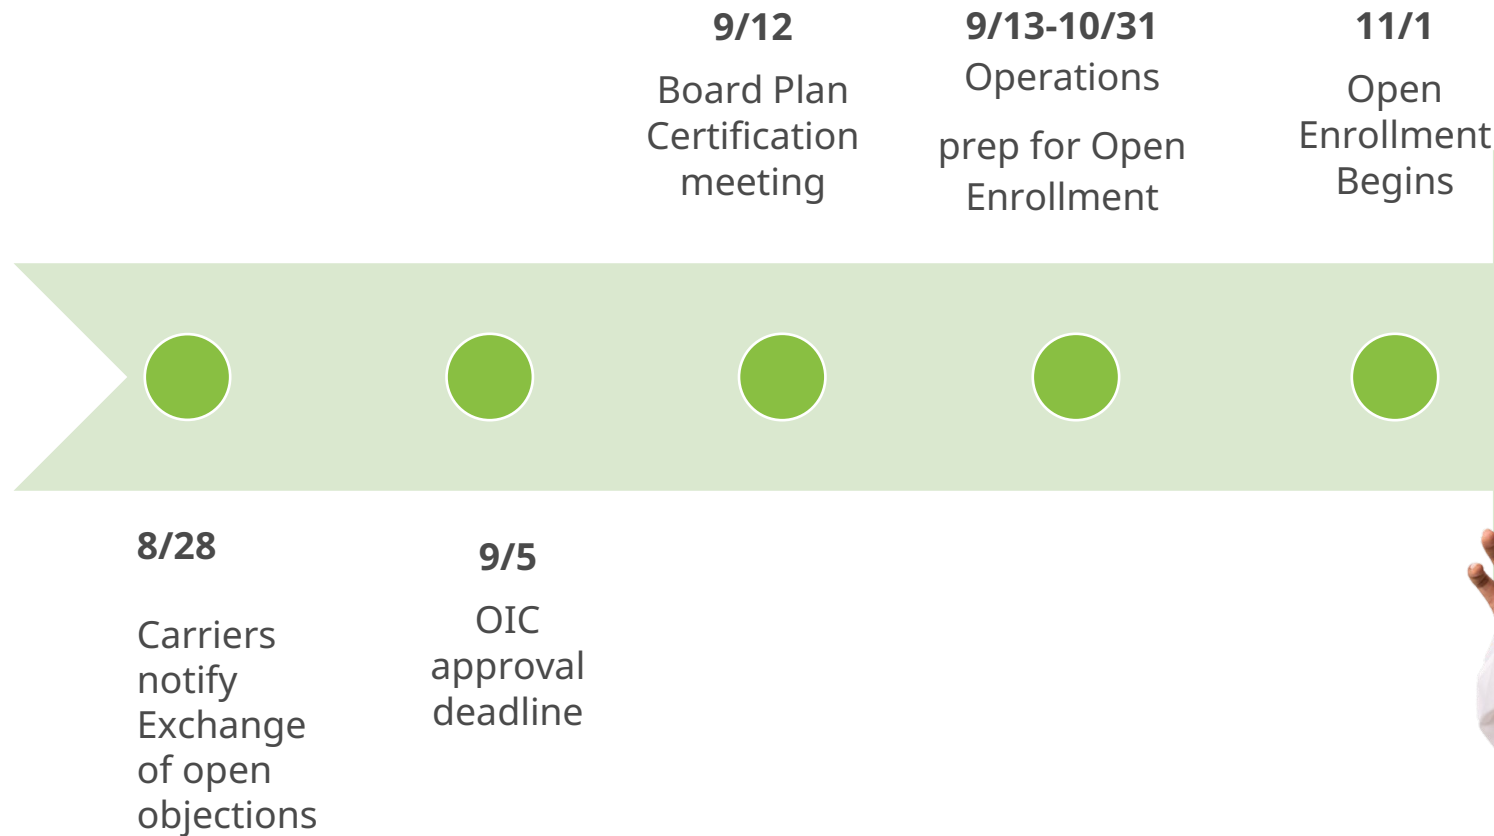 9/12
Board Plan
Certification
meeting
9/13-10/31
Operations
prep for Open
Enrollment
11/1
Open
Enrollment
Begins
8/28
Carriers
notify
Exchange
of open
objections
9/5
OIC
approval
deadline